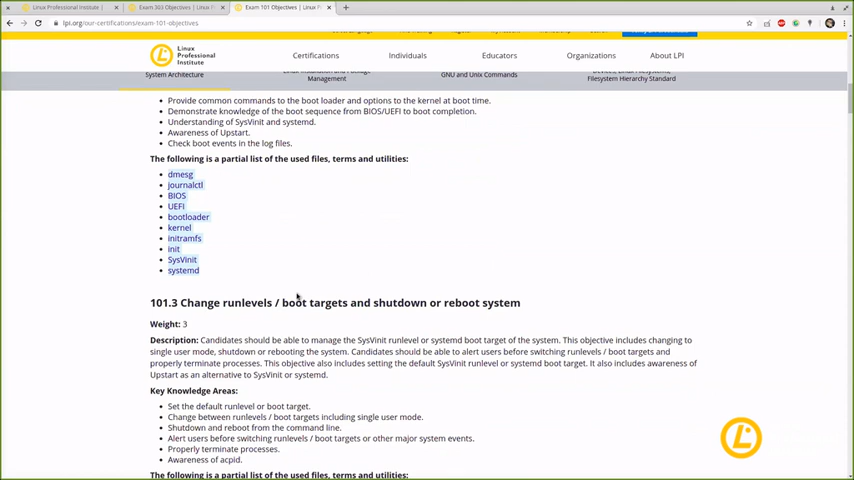 Linux Professional Institute |
Exam 303 Objectives | Linux P
Exam 101 Objectives | Linux P
lpi.org/our-certifications/exam-101-objectives
Linux
Professional
Institute
Certifications
Individuals
Educators
Organizations
About LPI
System Architecture
Linux Installation and Package
Management
GNU and Unix Commands
Devices, Linux Filesystems,
Filesystem Hierarchy Standard
• Provide common commands to the boot loader and options to the kernel at boot time.
• Demonstrate knowledge of the boot sequence from BIOS/UEFI to boot completion.
• Understanding of SysVinit and systemd.
• Awareness of Upstart.
• Check boot events in the log files.
The following is a partial list of the used files, terms and utilities:
• dmesg
• journalctl
• BIOS
• UEFI
• bootloader
• kernel
• initramfs
• init
• SysVinit
• systemd
101.3 Change runlevels / boot targets and shutdown or reboot system
Weight: 3
Description: Candidates should be able to manage the SysVinit runlevel or systemd boot target of the system. This objective includes changing to
single user mode, shutdown or rebooting the system. Candidates should be able to alert users before switching runlevels / boot targets and
properly terminate processes. This objective also includes setting the default SysVinit runlevel or systemd boot target. It also includes awareness of
Upstart as an alternative to SysVinit or systemd.
Key Knowledge Areas:
• Set the default runlevel or boot target.
• Change between runlevels / boot targets including single user mode.
• Shutdown and reboot from the command line.
• Alert users before switching runlevels / boot targets or other major system events.
• Properly terminate processes.
• Awareness of acpid.
The following is a partial list of the used files, terms and utilities: